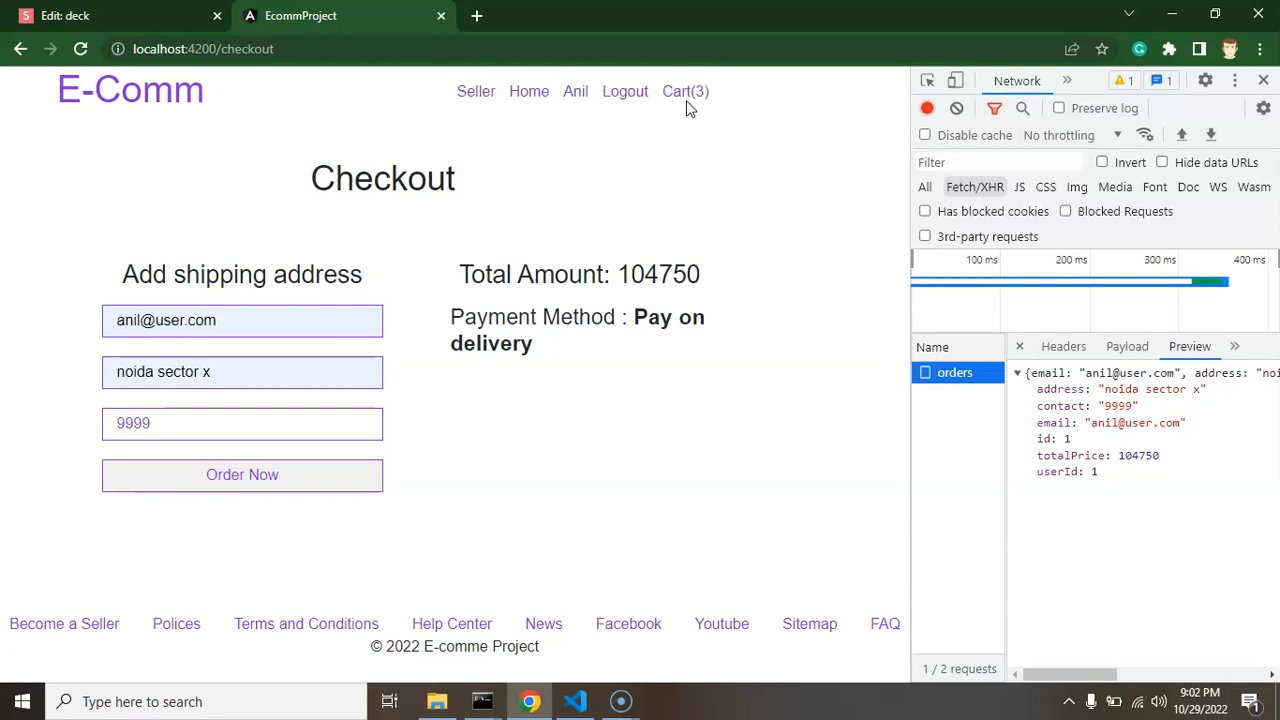 Edit: deck
EcommProject
localhost:4200/checkout
E-Comm
Seller Home Anil Logout Cart(3)
Checkout
Add shipping address
anil@user.com
noida sector x
9999
Order Now
Total Amount: 104750
Payment Method : Pay on
delivery
Become a Seller Polices Terms and Conditions Help Center News Facebook Youtube Sitemap FAQ
© 2022 E-comme Project
Network » 1 1
Preserve log
Disable cache No throttling
Filter Invert Hide data URLs
All Fetch/XHR JS CSS Img Media Font Doc WS Wasm
Has blocked cookies Blocked Requests
3rd-party requests
100 ms 200 ms 300 ms 400 ms
Name Headers Payload Preview »
orders
{email: "anil@user.com", address: "noi
address: "noida sector x"
contact: "9999"
email: "anil@user.com"
id: 1
totalPrice: 104750
userId: 1
1 / 2 requests
Type here to search
9:02 PM
10/29/2022
1